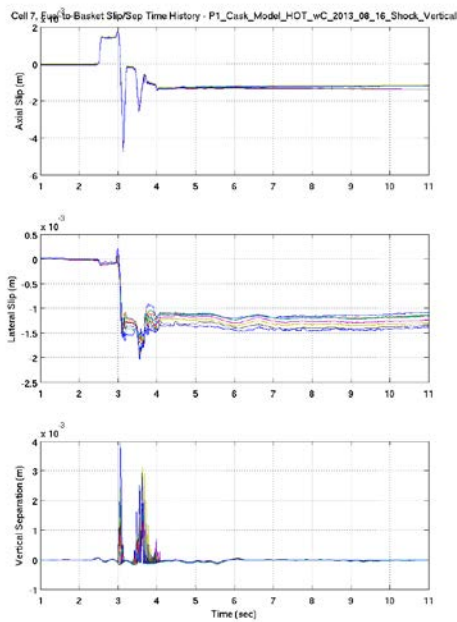 Cell 7, Fuel-to-Basket Slip/Sep Time History - P1_Cask_Model_HOT_wC_2013_08_16_Shock_Vertical
x 10 -3
2
0
-2
-4
-6
Axial Slip (m)
1 2 3 4 5 6 7 8 9 10 11
x 10 -3
0.5
0
-0.5
-1
-1.5
-2
-2.5
Lateral Slip (m)
1 2 3 4 5 6 7 8 9 10 11
x 10 -3
4
3
2
1
0
-1
Vertical Separation (m)
1 2 3 4 5 6 7 8 9 10 11
Time (sec)